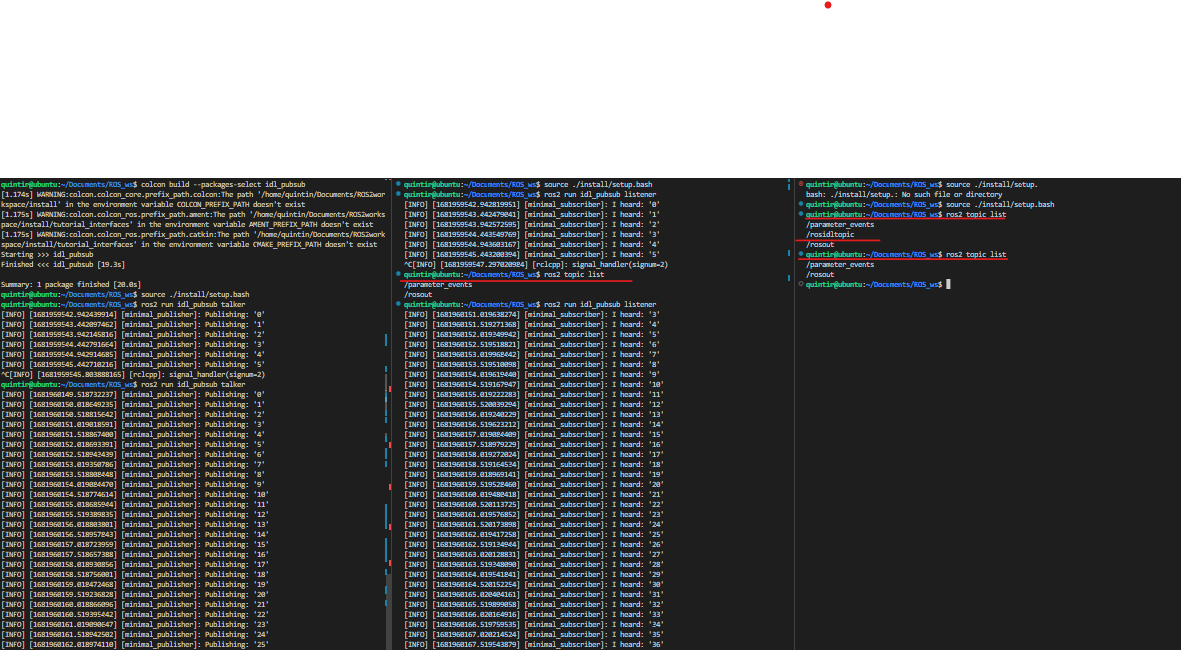 quintin@ubuntu:~/Documents/ROS_ws$ colcon build --packages-select idl_pubsub
[1.174s] WARNING:colcon.colcon_core.prefix_path.colcon:The path '/home/quintin/Documents/ROS2wor
kspace/install' in the environment variable COLCON_PREFIX_PATH doesn't exist
[1.175s] WARNING:colcon.colcon_ros.prefix_path.ament:The path '/home/quintin/Documents/ROS2works
pace/install/tutorial_interfaces' in the environment variable AMENT_PREFIX_PATH doesn't exist
[1.175s] WARNING:colcon.colcon_ros.prefix_path.catkin:The path '/home/quintin/Documents/ROS2work
space/install/tutorial_interfaces' in the environment variable CMAKE_PREFIX_PATH doesn't exist
Starting >>> idl_pubsub
Finished <<< idl_pubsub [19.3s]
Summary: 1 package finished [20.0s]
quintin@ubuntu:~/Documents/ROS_ws$ source ./install/setup.bash
quintin@ubuntu:~/Documents/ROS_ws$ ros2 run idl_pubsub talker
[INFO] [1681959542.942439914] [minimal_publisher]: Publishing: '0'
[INFO] [1681959543.442097462] [minimal_publisher]: Publishing: '1'
[INFO] [1681959543.942145816] [minimal_publisher]: Publishing: '2'
[INFO] [1681959544.442791664] [minimal_publisher]: Publishing: '3'
[INFO] [1681959544.942914685] [minimal_publisher]: Publishing: '4'
[INFO] [1681959545.442710216] [minimal_publisher]: Publishing: '5'
^C[INFO] [1681959545.803888165] [rclcpp]: signal_handler(signum=2)
quintin@ubuntu:~/Documents/ROS_ws$ ros2 run idl_pubsub talker
[INFO] [1681960149.518732237] [minimal_publisher]: Publishing: '0'
[INFO] [1681960150.018649235] [minimal_publisher]: Publishing: '1'
[INFO] [1681960150.518815642] [minimal_publisher]: Publishing: '2'
[INFO] [1681960151.019018591] [minimal_publisher]: Publishing: '3'
[INFO] [1681960151.518867400] [minimal_publisher]: Publishing: '4'
[INFO] [1681960152.018693391] [minimal_publisher]: Publishing: '5'
[INFO] [1681960152.518943439] [minimal_publisher]: Publishing: '6'
[INFO] [1681960153.019350786] [minimal_publisher]: Publishing: '7'
[INFO] [1681960153.518808448] [minimal_publisher]: Publishing: '8'
[INFO] [1681960154.019084470] [minimal_publisher]: Publishing: '9'
[INFO] [1681960154.518774614] [minimal_publisher]: Publishing: '10'
[INFO] [1681960155.018685944] [minimal_publisher]: Publishing: '11'
[INFO] [1681960155.519389835] [minimal_publisher]: Publishing: '12'
[INFO] [1681960156.018803801] [minimal_publisher]: Publishing: '13'
[INFO] [1681960156.518957843] [minimal_publisher]: Publishing: '14'
[INFO] [1681960157.018723959] [minimal_publisher]: Publishing: '15'
[INFO] [1681960157.518657388] [minimal_publisher]: Publishing: '16'
[INFO] [1681960158.018930856] [minimal_publisher]: Publishing: '17'
[INFO] [1681960158.518756001] [minimal_publisher]: Publishing: '18'
[INFO] [1681960159.018472468] [minimal_publisher]: Publishing: '19'
[INFO] [1681960159.519236828] [minimal_publisher]: Publishing: '20'
[INFO] [1681960160.018866096] [minimal_publisher]: Publishing: '21'
[INFO] [1681960160.519395442] [minimal_publisher]: Publishing: '22'
[INFO] [1681960161.019090647] [minimal_publisher]: Publishing: '23'
[INFO] [1681960161.518942502] [minimal_publisher]: Publishing: '24'
[INFO] [1681960162.018974110] [minimal_publisher]: Publishing: '25'
quintin@ubuntu:~/Documents/ROS_ws$ source ./install/setup.bash
quintin@ubuntu:~/Documents/ROS_ws$ ros2 run idl_pubsub listener
[INFO] [1681959542.942819951] [minimal_subscriber]: I heard: '0'
[INFO] [1681959543.442479041] [minimal_subscriber]: I heard: '1'
[INFO] [1681959543.942572595] [minimal_subscriber]: I heard: '2'
[INFO] [1681959544.443549769] [minimal_subscriber]: I heard: '3'
[INFO] [1681959544.943603167] [minimal_subscriber]: I heard: '4'
[INFO] [1681959545.443200394] [minimal_subscriber]: I heard: '5'
^C[INFO] [1681959547.297020984] [rclcpp]: signal_handler(signum=2)
quintin@ubuntu:~/Documents/ROS_ws$ ros2 topic list
/parameter_events
/rosout
quintin@ubuntu:~/Documents/ROS_ws$ ros2 run idl_pubsub listener
[INFO] [1681960151.019638274] [minimal_subscriber]: I heard: '3'
[INFO] [1681960151.519271368] [minimal_subscriber]: I heard: '4'
[INFO] [1681960152.019349942] [minimal_subscriber]: I heard: '5'
[INFO] [1681960152.519518821] [minimal_subscriber]: I heard: '6'
[INFO] [1681960153.019968442] [minimal_subscriber]: I heard: '7'
[INFO] [1681960153.519510098] [minimal_subscriber]: I heard: '8'
[INFO] [1681960154.019619440] [minimal_subscriber]: I heard: '9'
[INFO] [1681960154.519167947] [minimal_subscriber]: I heard: '10'
[INFO] [1681960155.019222283] [minimal_subscriber]: I heard: '11'
[INFO] [1681960155.520039294] [minimal_subscriber]: I heard: '12'
[INFO] [1681960156.019240229] [minimal_subscriber]: I heard: '13'
[INFO] [1681960156.519623212] [minimal_subscriber]: I heard: '14'
[INFO] [1681960157.019084409] [minimal_subscriber]: I heard: '15'
[INFO] [1681960157.518979229] [minimal_subscriber]: I heard: '16'
[INFO] [1681960158.019272024] [minimal_subscriber]: I heard: '17'
[INFO] [1681960158.519164534] [minimal_subscriber]: I heard: '18'
[INFO] [1681960159.018969141] [minimal_subscriber]: I heard: '19'
[INFO] [1681960159.519528460] [minimal_subscriber]: I heard: '20'
[INFO] [1681960160.019480418] [minimal_subscriber]: I heard: '21'
[INFO] [1681960160.520113725] [minimal_subscriber]: I heard: '22'
[INFO] [1681960161.019576852] [minimal_subscriber]: I heard: '23'
[INFO] [1681960161.520173898] [minimal_subscriber]: I heard: '24'
[INFO] [1681960162.019417258] [minimal_subscriber]: I heard: '25'
[INFO] [1681960162.519134944] [minimal_subscriber]: I heard: '26'
[INFO] [1681960163.020128831] [minimal_subscriber]: I heard: '27'
[INFO] [1681960163.519348090] [minimal_subscriber]: I heard: '28'
[INFO] [1681960164.019541841] [minimal_subscriber]: I heard: '29'
[INFO] [1681960164.520152254] [minimal_subscriber]: I heard: '30'
[INFO] [1681960165.020404161] [minimal_subscriber]: I heard: '31'
[INFO] [1681960165.519899058] [minimal_subscriber]: I heard: '32'
[INFO] [1681960166.020164916] [minimal_subscriber]: I heard: '33'
[INFO] [1681960166.519759535] [minimal_subscriber]: I heard: '34'
[INFO] [1681960167.020214524] [minimal_subscriber]: I heard: '35'
[INFO] [1681960167.519543879] [minimal_subscriber]: I heard: '36'
quintin@ubuntu:~/Documents/ROS_ws$ source ./install/setup.
bash: ./install/setup.: No such file or directory
quintin@ubuntu:~/Documents/ROS_ws$ source ./install/setup.bash
quintin@ubuntu:~/Documents/ROS_ws$ ros2 topic list
/parameter_events
/rosidltopic
/rosout
quintin@ubuntu:~/Documents/ROS_ws$ ros2 topic list
/parameter_events
/rosout
quintin@ubuntu:~/Documents/ROS_ws$